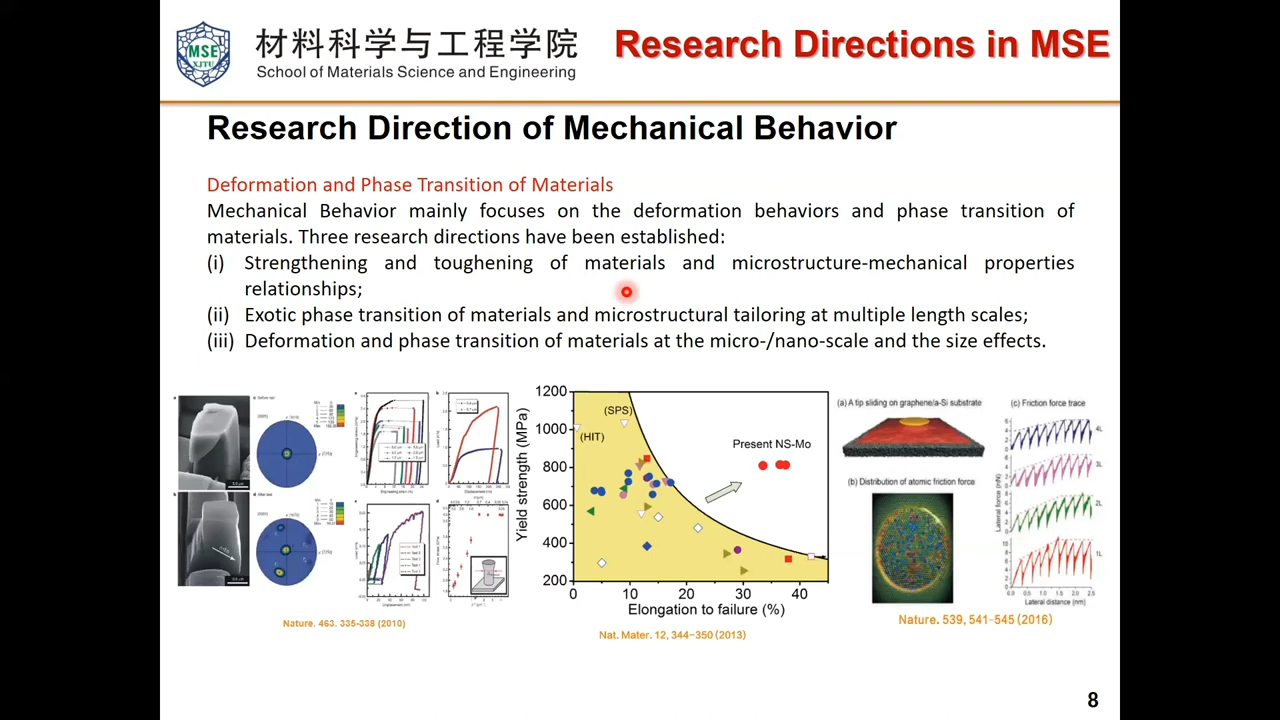 MSE
XJTU
材料科学与工程学院
School of Materials Science and Engineering
Research Directions in MSE
Research Direction of Mechanical Behavior
Deformation and Phase Transition of Materials
Mechanical Behavior mainly focuses on the deformation behaviors and phase transition of
materials. Three research directions have been established:
(i) Strengthening and toughening of materials and microstructure-mechanical properties
relationships;
(ii) Exotic phase transition of materials and microstructural tailoring at multiple length scales;
(iii) Deformation and phase transition of materials at the micro-/nano-scale and the size effects.
Nature. 463, 335-338 (2010)
1200
1000
800
600
400
200
0 10 20 30 40
Yield strength (MPa)
Elongation to failure (%)
(SPS)
(HIT)
Present NS-Mo
Nat. Mater. 12, 344–350 (2013)
(a) A tip sliding on graphene/a-Si substrate
(b) Distribution of atomic friction force
(c) Friction force trace
4L
3L
2L
1L
Lateral force (nN)
0.0 0.5 1.0 1.5 2.0 2.5
Lateral distance (nm)
Nature. 539, 541-545 (2016)
8